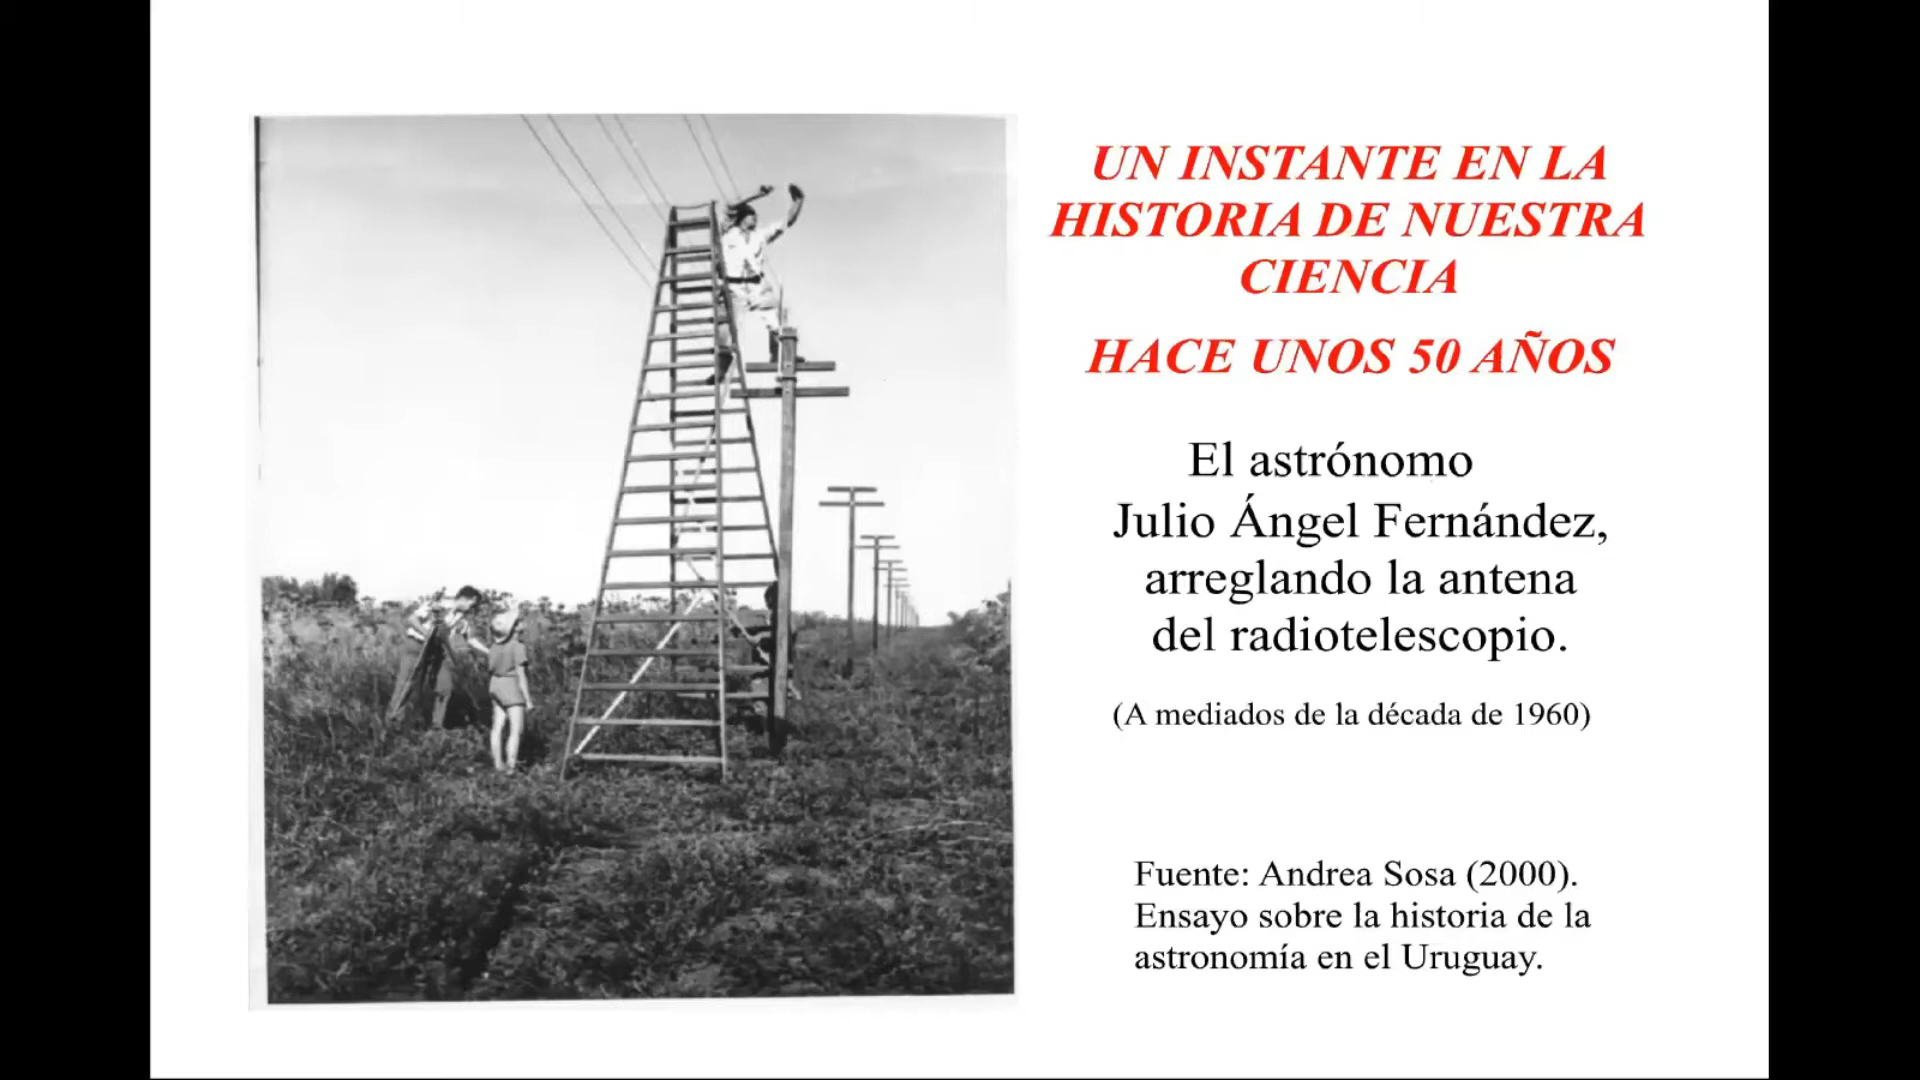 UN INSTANTE EN LA
HISTORIA DE NUESTRA
CIENCIA
HACE UNOS 50 AÑOS
El astrónomo
Julio Ángel Fernández,
arreglando la antena
del radiotelescopio.
(A mediados de la década de 1960)
Fuente: Andrea Sosa (2000).
Ensayo sobre la historia de la
astronomía en el Uruguay.